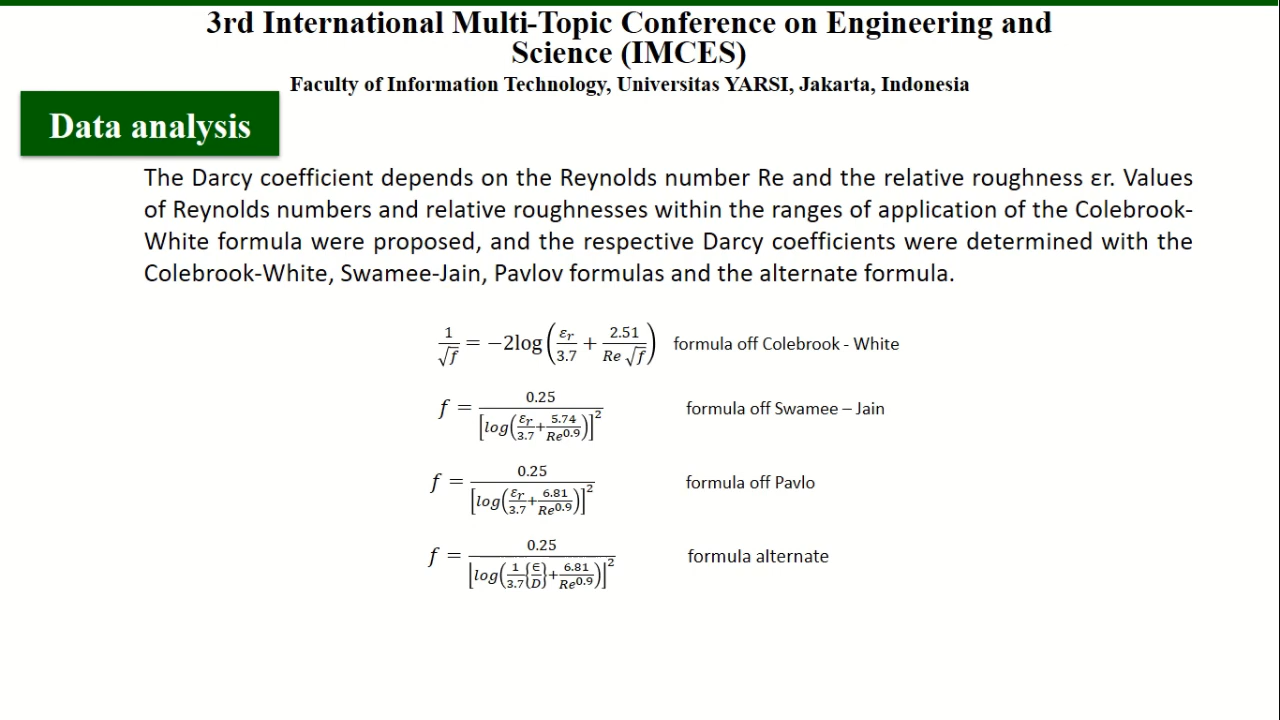 3rd International Multi-Topic Conference on Engineering and
Science (IMCES)
Faculty of Information Technology, Universitas YARSI, Jakarta, Indonesia
Data analysis
The Darcy coefficient depends on the Reynolds number Re and the relative roughness εr. Values
of Reynolds numbers and relative roughnesses within the ranges of application of the Colebrook-
White formula were proposed, and the respective Darcy coefficients were determined with the
Colebrook-White, Swamee-Jain, Pavlov formulas and the alternate formula.
1/√f = −2log(εr/3.7 + 2.51/(Re √f)) formula off Colebrook - White
f = 0.25/[log(εr/3.7+5.74/Re^0.9)]^2 formula off Swamee – Jain
f = 0.25/[log(εr/3.7+6.81/Re^0.9)]^2 formula off Pavlo
f = 0.25/[log(1/3.7{∈/D}+6.81/Re^0.9)]^2 formula alternate